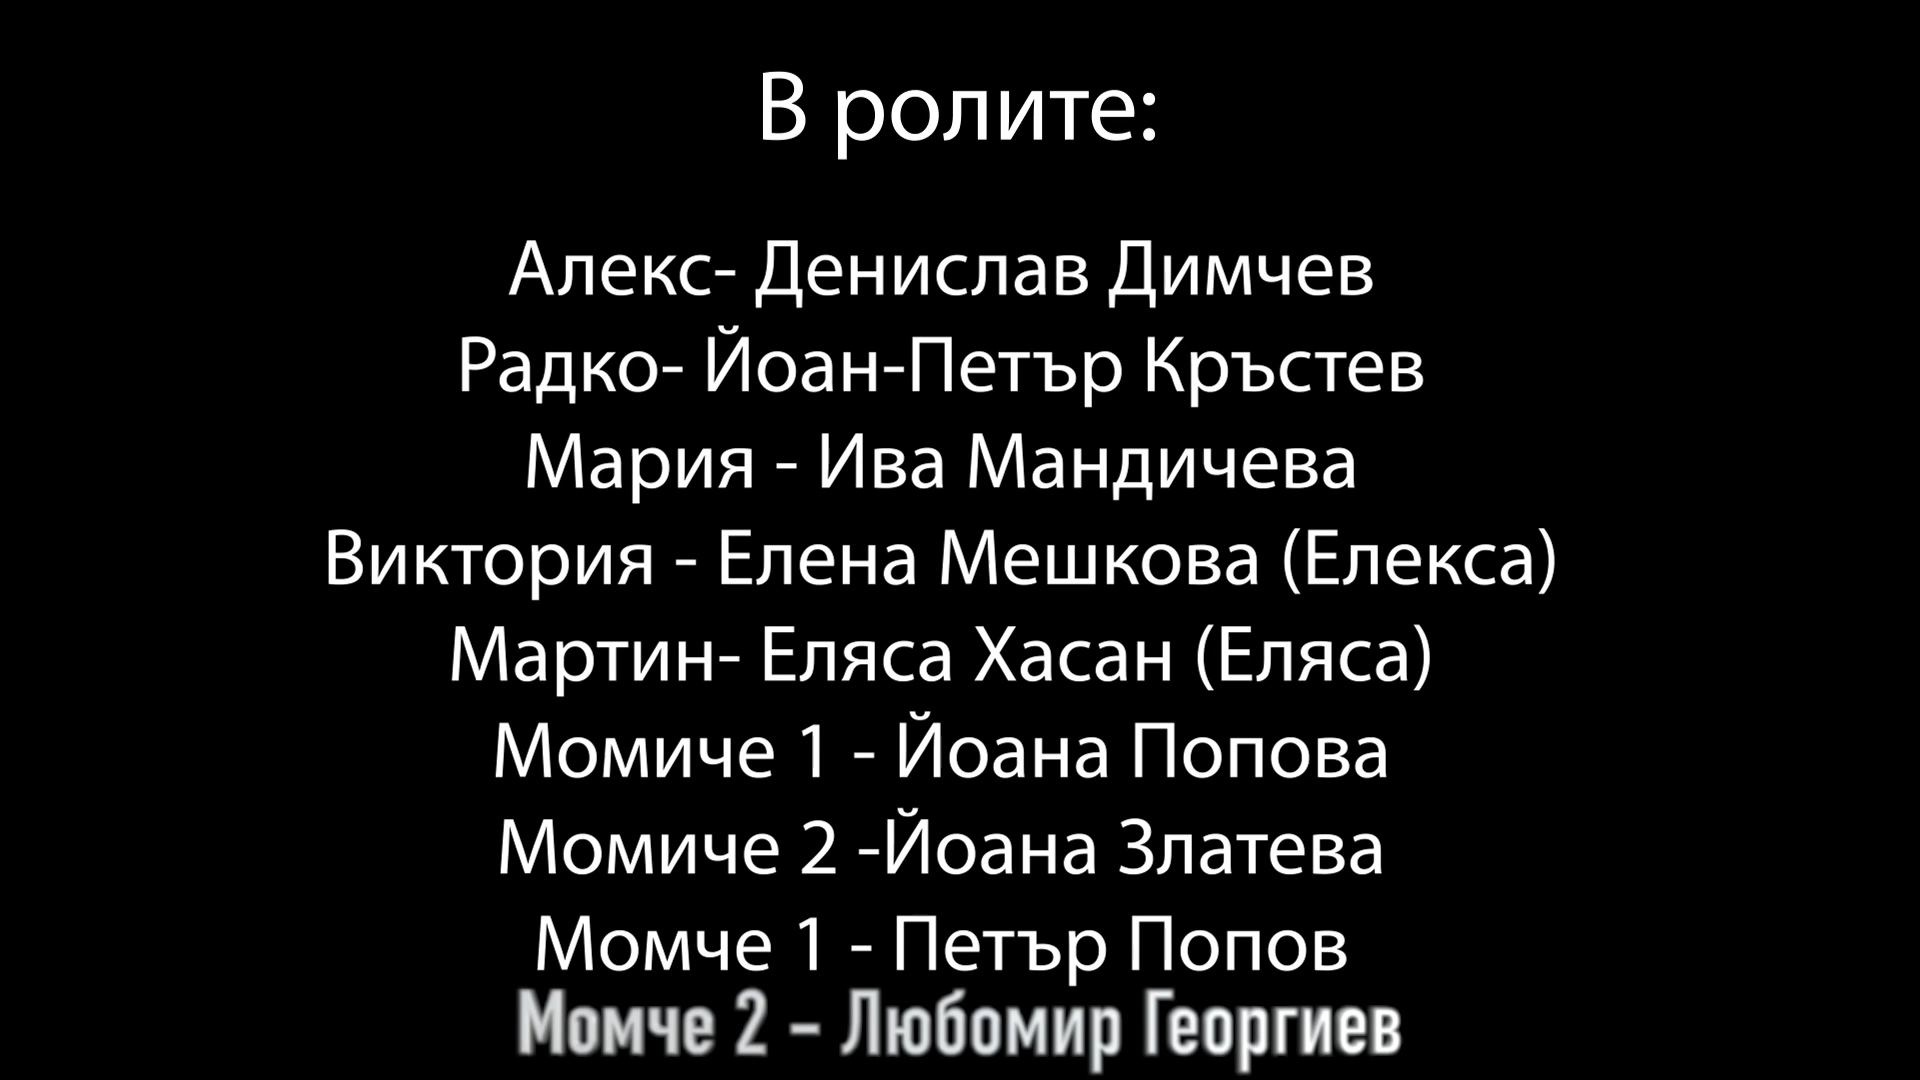 В ролите:
Алекс- Денислав Димчев
Радко- Йоан-Петър Кръстев
Мария - Ива Мандичева
Виктория - Елена Мешкова (Елекса)
Мартин- Еляса Хасан (Еляса)
Момиче 1 - Йоана Попова
Момиче 2 -Йоана Златева
Момче 1 - Петър Попов
Момче 2 – Любомир Георгиев